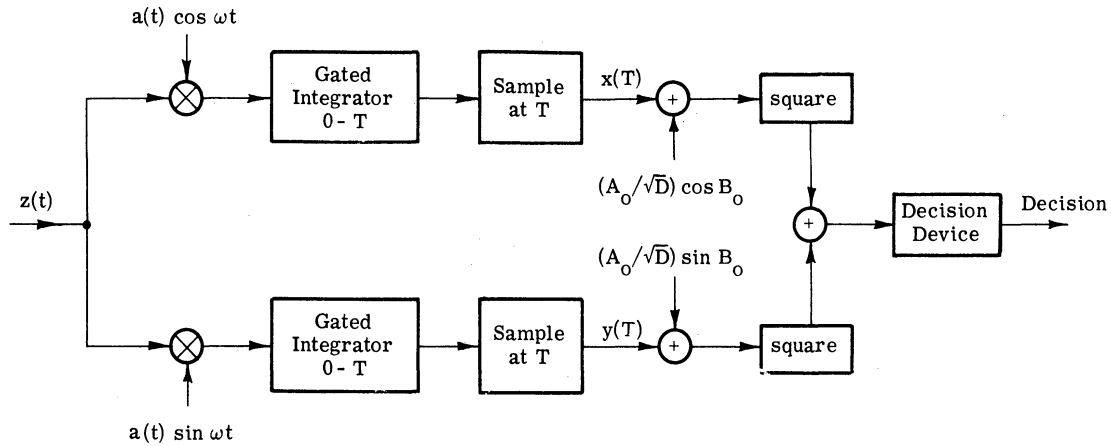 a(t) cos ωt
Gated
Integrator
0 - T
Sample
at T
x(T)
+
square
(A₀/√D) cos B₀
z(t)
+
Decision
Device
Decision
(A₀/√D) sin B₀
Gated
Integrator
0 - T
Sample
at T
y(T)
+
square
a(t) sin ωt